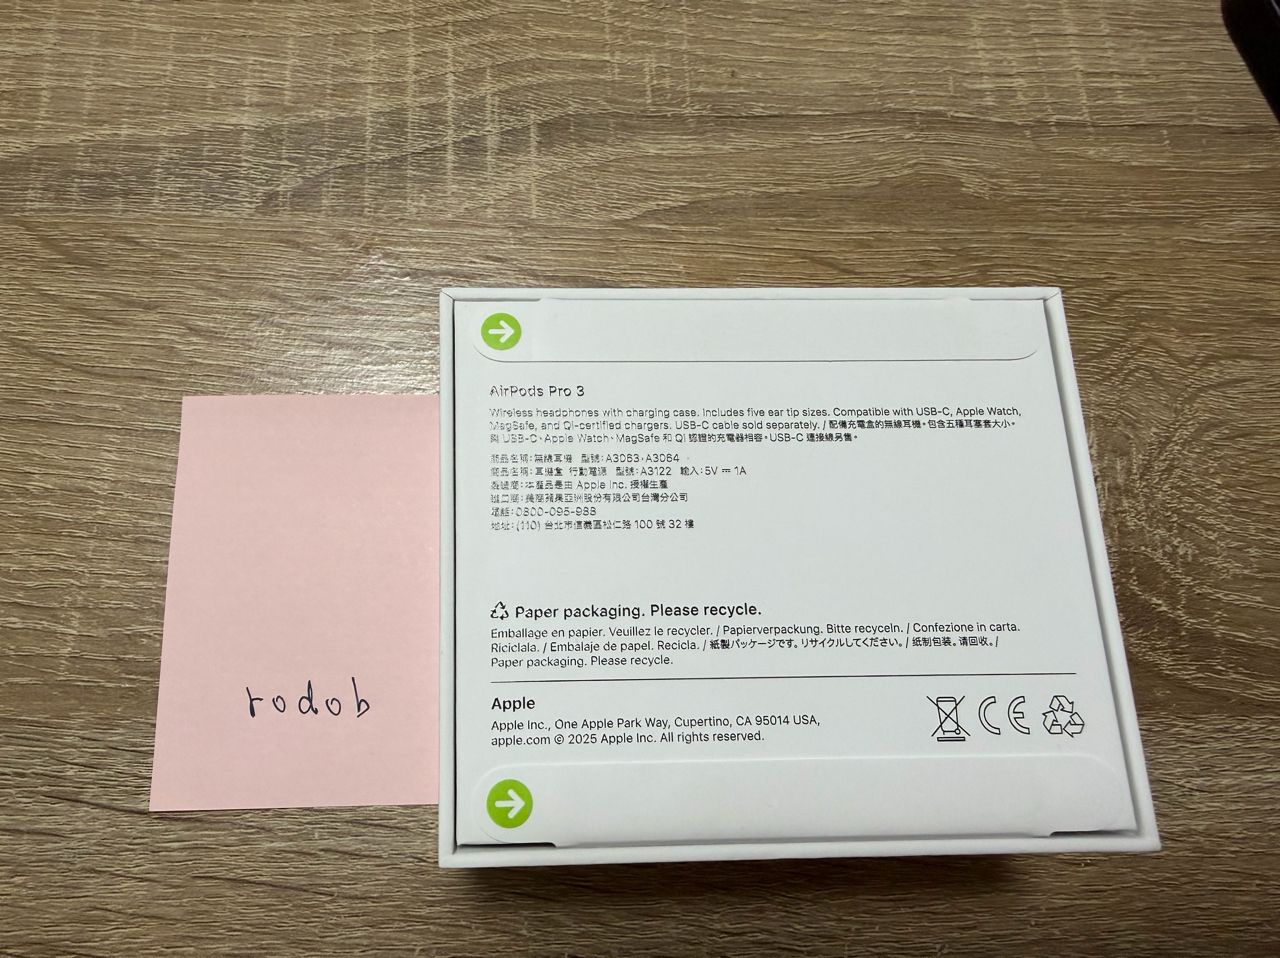 AirPods Pro 3
Wireless headphones with charging case. Includes five ear tip sizes. Compatible with USB-C, Apple Watch,
MagSafe, and Qi-certified chargers. USB-C cable sold separately. / 配備充電盒的無線耳機。包含五種耳塞套大小。
與 USB-C、Apple Watch、MagSafe 和 Qi 認證的充電器相容。USB-C 連接線另售。
商品名稱：無線耳機 型號：A3063、A3064
商品名稱：耳機盒 行動電源 型號：A3122 輸入：5V ⎓ 1A
製造商：本產品是由 Apple Inc. 授權生產
進口商：美商蘋果亞洲股份有限公司台灣分公司
電話：0800-095-988
地址：(110) 台北市信義區松仁路 100 號 32 樓
Paper packaging. Please recycle.
Emballage en papier. Veuillez le recycler. / Papierverpackung. Bitte recyceln. / Confezione in carta.
Riciclala. / Embalaje de papel. Recicla. / 紙製パッケージです。リサイクルしてください。/ 纸制包装。请回收。/
Paper packaging. Please recycle.
Apple
Apple Inc., One Apple Park Way, Cupertino, CA 95014 USA,
apple.com © 2025 Apple Inc. All rights reserved.
CE
rodob